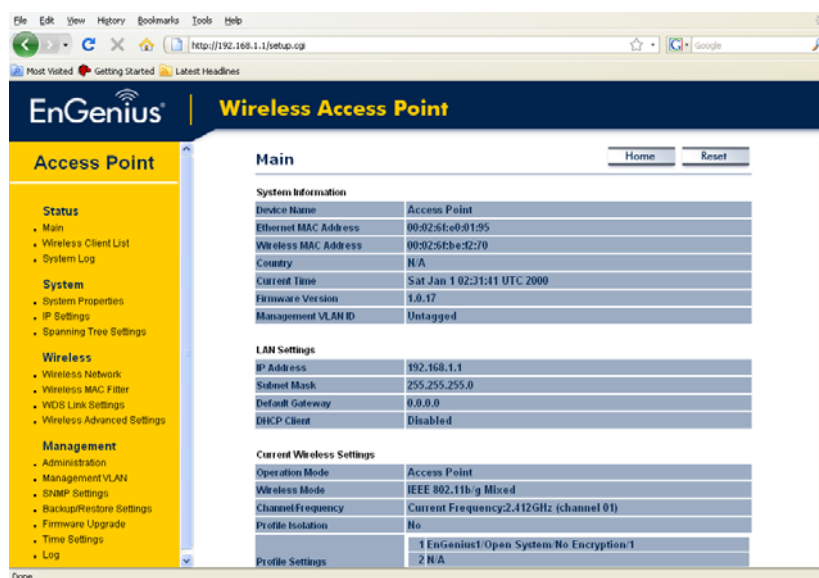 File Edit View History Bookmarks Tools Help
http://192.168.1.1/setup.cgi
Google
Most Visited Getting Started Latest Headlines
EnGenius® Wireless Access Point
Access Point
Status
Main
Wireless Client List
System Log
System
System Properties
IP Settings
Spanning Tree Settings
Wireless
Wireless Network
Wireless MAC Filter
WDS Link Settings
Wireless Advanced Settings
Management
Administration
Management VLAN
SNMP Settings
Backup/Restore Settings
Firmware Upgrade
Time Settings
Log
Main
Home Reset
System Information
Device Name Access Point
Ethernet MAC Address 00:02:6f:e0:01:95
Wireless MAC Address 00:02:6f:be:f2:70
Country N/A
Current Time Sat Jan 1 02:31:41 UTC 2000
Firmware Version 1.0.17
Management VLAN ID Untagged
LAN Settings
IP Address 192.168.1.1
Subnet Mask 255.255.255.0
Default Gateway 0.0.0.0
DHCP Client Disabled
Current Wireless Settings
Operation Mode Access Point
Wireless Mode IEEE 802.11b/g Mixed
Channel/Frequency Current Frequency:2.412GHz (channel 01)
Profile Isolation No
Profile Settings
1 EnGenius1/Open System/No Encryption/1
2 N/A
Done